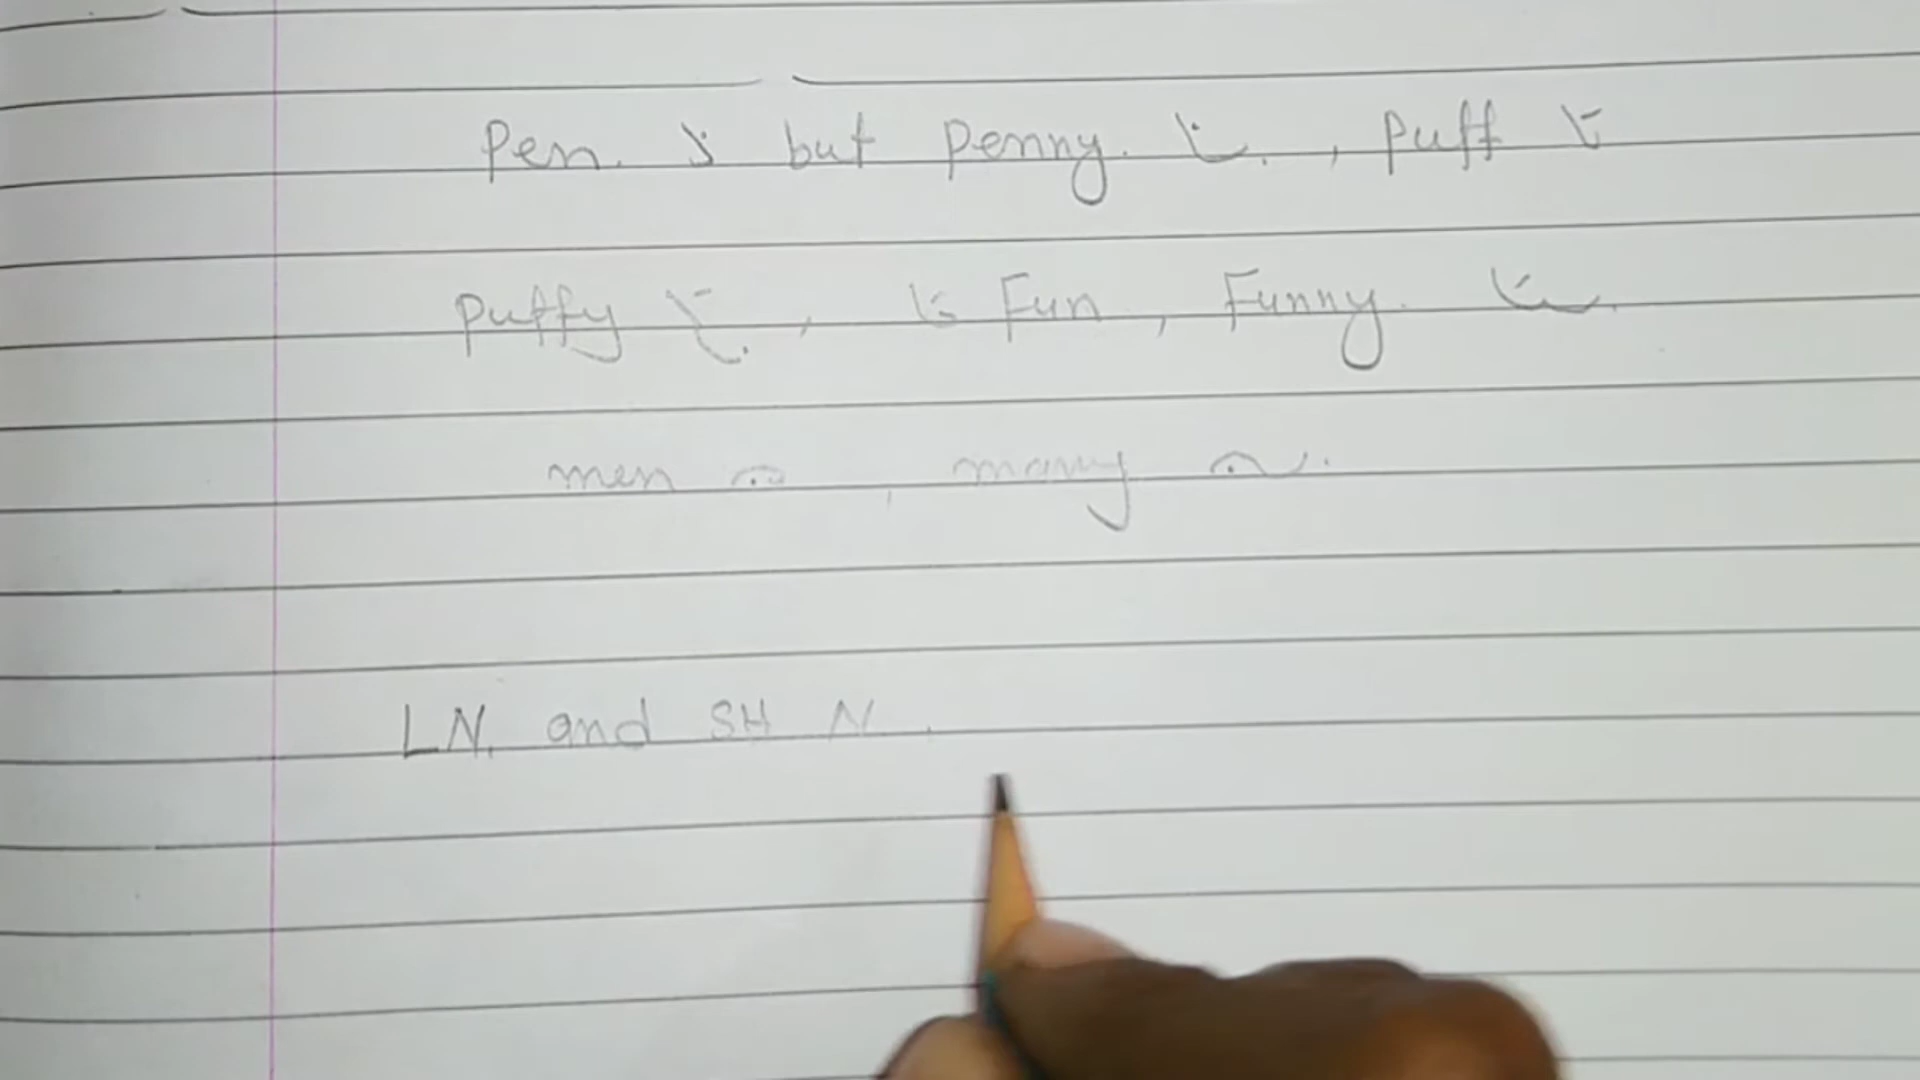 Pen. but Penny. , Puff
Puffy , Fun , Funny.
men , many .
LN. and SH N.